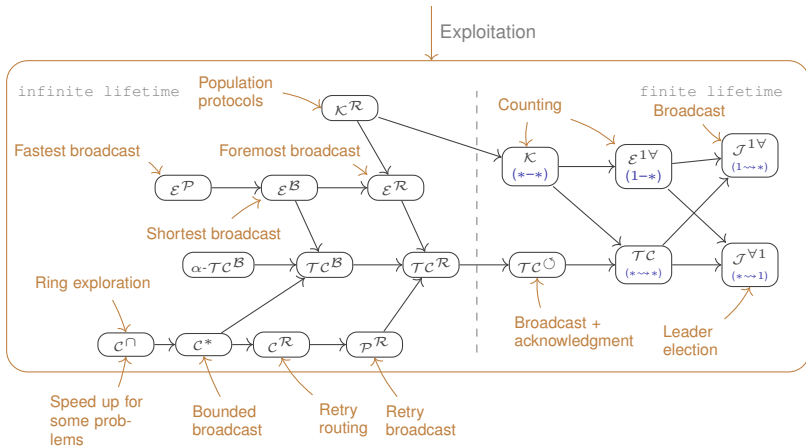 Exploitation
infinite lifetime
finite lifetime
Population
protocols
Counting
Broadcast
𝒦^ℛ
Fastest broadcast
Foremost broadcast
𝒦
(∗−∗)
ℰ^{1∀}
(1−∗)
𝒥^{1∀}
(1⇝∗)
ℰ^𝒫
ℰ^ℬ
ℰ^ℛ
Shortest broadcast
α-𝒯𝒞^ℬ
𝒯𝒞^ℬ
𝒯𝒞^ℛ
𝒯𝒞^↺
𝒯𝒞
(∗⇝∗)
𝒥^{∀1}
(∗⇝1)
Ring exploration
Broadcast +
acknowledgment
Leader
election
𝒞^∩
𝒞^*
𝒞^ℛ
𝒫^ℛ
Speed up for
some prob-
lems
Bounded
broadcast
Retry
routing
Retry
broadcast